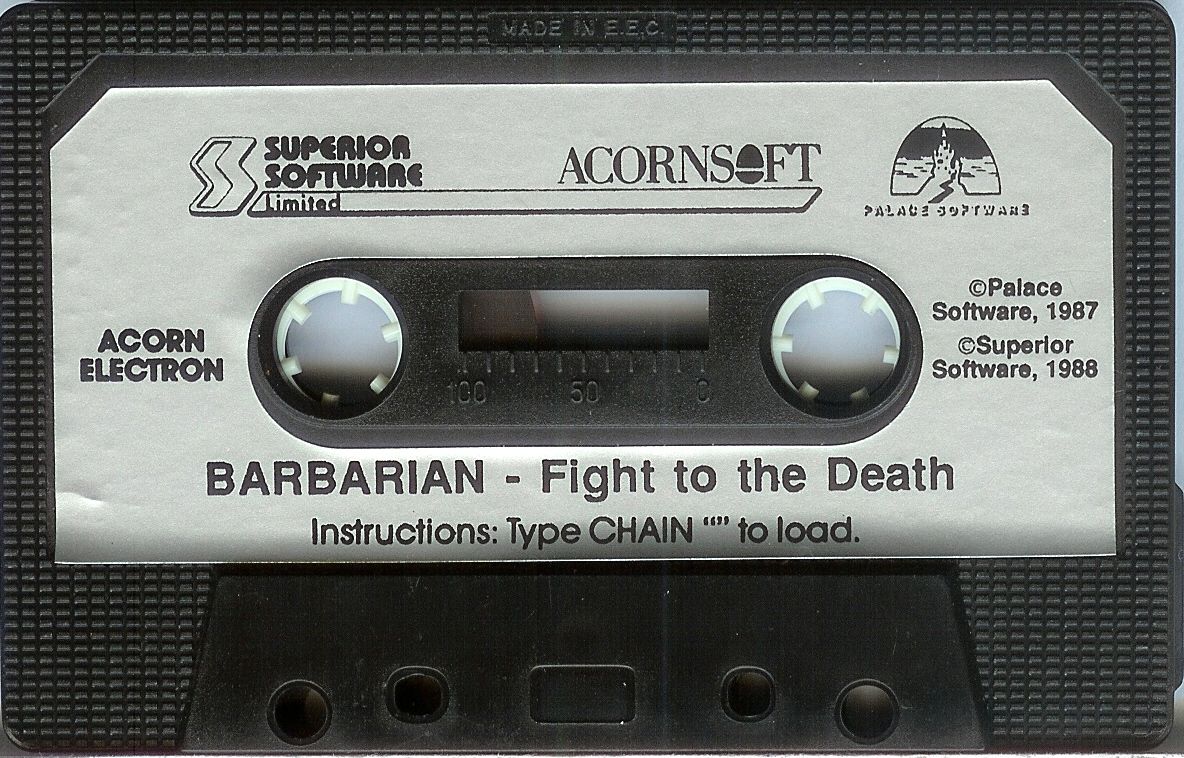 MADE IN E.E.C.
SUPERIOR
SOFTWARE
Limited
ACORNSOFT
PALACE SOFTWARE
ACORN
ELECTRON
©Palace
Software, 1987
©Superior
Software, 1988
100 50 0
BARBARIAN - Fight to the Death
Instructions: Type CHAIN “” to load.